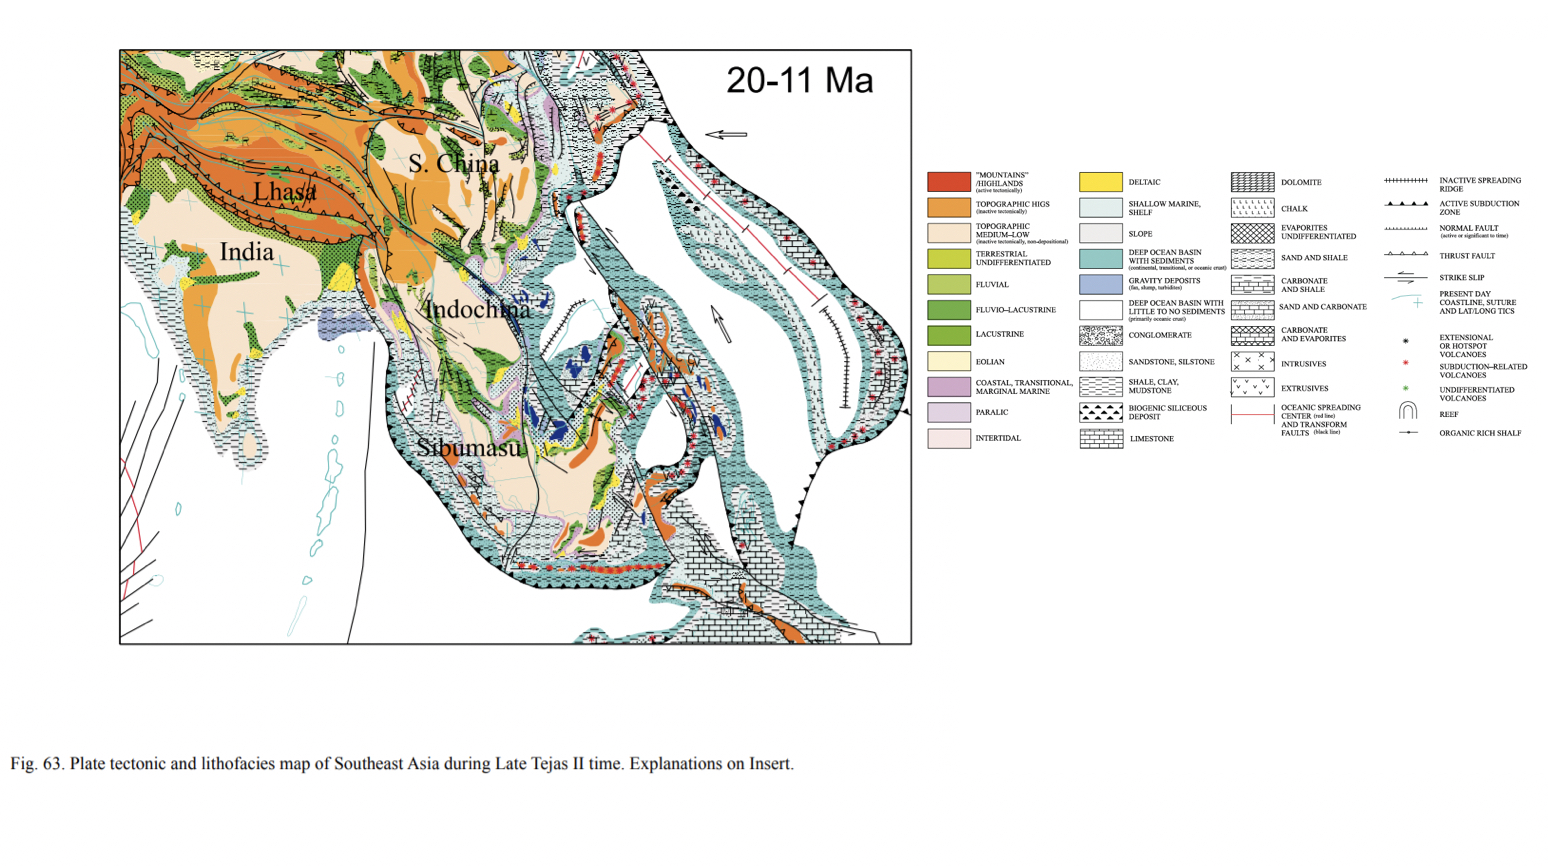 20-11 Ma
S. China
Lhasa
India
Indochina
Sibumasu
"MOUNTAINS"
/HIGHLANDS
(active tectonically)
TOPOGRAPHIC HIGS
(inactive tectonically)
TOPOGRAPHIC
MEDIUM–LOW
(inactive tectonically, non-depositional)
TERRESTRIAL
UNDIFFERENTIATED
FLUVIAL
FLUVIO–LACUSTRINE
LACUSTRINE
EOLIAN
COASTAL, TRANSITIONAL,
MARGINAL MARINE
PARALIC
INTERTIDAL
DELTAIC
SHALLOW MARINE,
SHELF
SLOPE
DEEP OCEAN BASIN
WITH SEDIMENTS
(continental, transitional, or oceanic crust)
GRAVITY DEPOSITS
(fan, slump, turbidites)
DEEP OCEAN BASIN WITH
LITTLE TO NO SEDIMENTS
(primarily oceanic crust)
CONGLOMERATE
SANDSTONE, SILSTONE
SHALE, CLAY,
MUDSTONE
BIOGENIC SILICEOUS
DEPOSIT
LIMESTONE
DOLOMITE
CHALK
EVAPORITES
UNDIFFERENTIATED
SAND AND SHALE
CARBONATE
AND SHALE
SAND AND CARBONATE
CARBONATE
AND EVAPORITES
INTRUSIVES
EXTRUSIVES
OCEANIC SPREADING
CENTER (red line)
AND TRANSFORM
FAULTS (black line)
INACTIVE SPREADING
RIDGE
ACTIVE SUBDUCTION
ZONE
NORMAL FAULT
(active or significant to time)
THRUST FAULT
STRIKE SLIP
PRESENT DAY
COASTLINE, SUTURE
AND LAT/LONG TICS
EXTENSIONAL
OR HOTSPOT
VOLCANOES
SUBDUCTION–RELATED
VOLCANOES
UNDIFFERENTIATED
VOLCANOES
REEF
ORGANIC RICH SHALF
Fig. 63. Plate tectonic and lithofacies map of Southeast Asia during Late Tejas II time. Explanations on Insert.